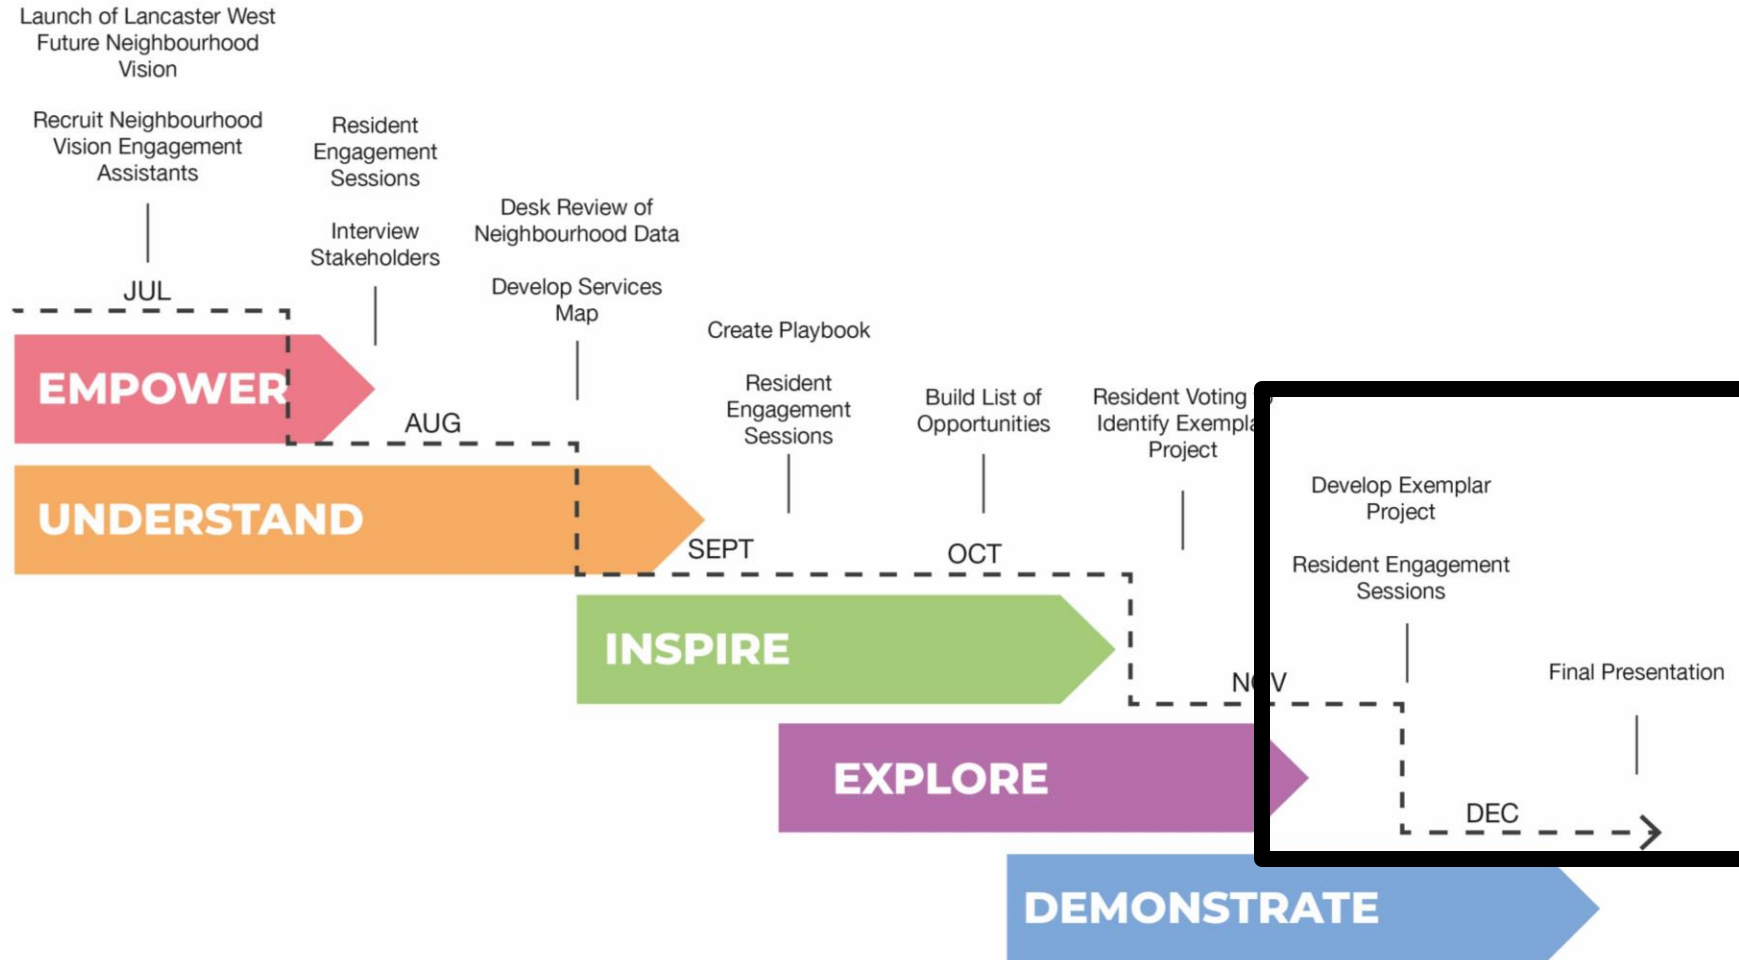 Launch of Lancaster West
Future Neighbourhood
Vision
Recruit Neighbourhood
Vision Engagement
Assistants
JUL
EMPOWER
Resident
Engagement
Sessions
Interview
Stakeholders
AUG
UNDERSTAND
Desk Review of
Neighbourhood Data
Develop Services
Map
SEPT
Create Playbook
Resident
Engagement
Sessions
Build List of
Opportunities
OCT
INSPIRE
Resident Voting
Identify
Project
NOV
EXPLORE
Develop Exemplar
Project
Resident Engagement
Sessions
Final Presentation
DEC
DEMONSTRATE